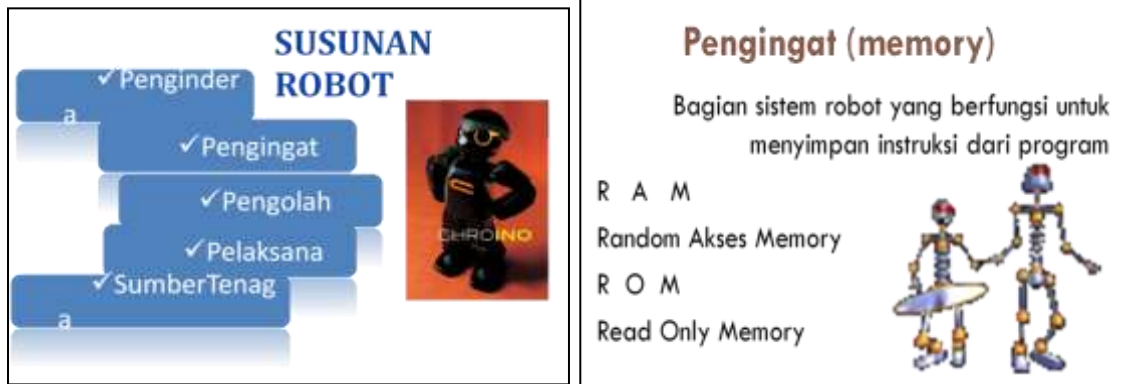 SUSUNAN
ROBOT
✓Penginder
a
✓Pengingat
✓Pengolah
✓Pelaksana
✓SumberTenag
a
CHROINO
Pengingat (memory)
Bagian sistem robot yang berfungsi untuk
menyimpan instruksi dari program
R A M
Random Akses Memory
R O M
Read Only Memory